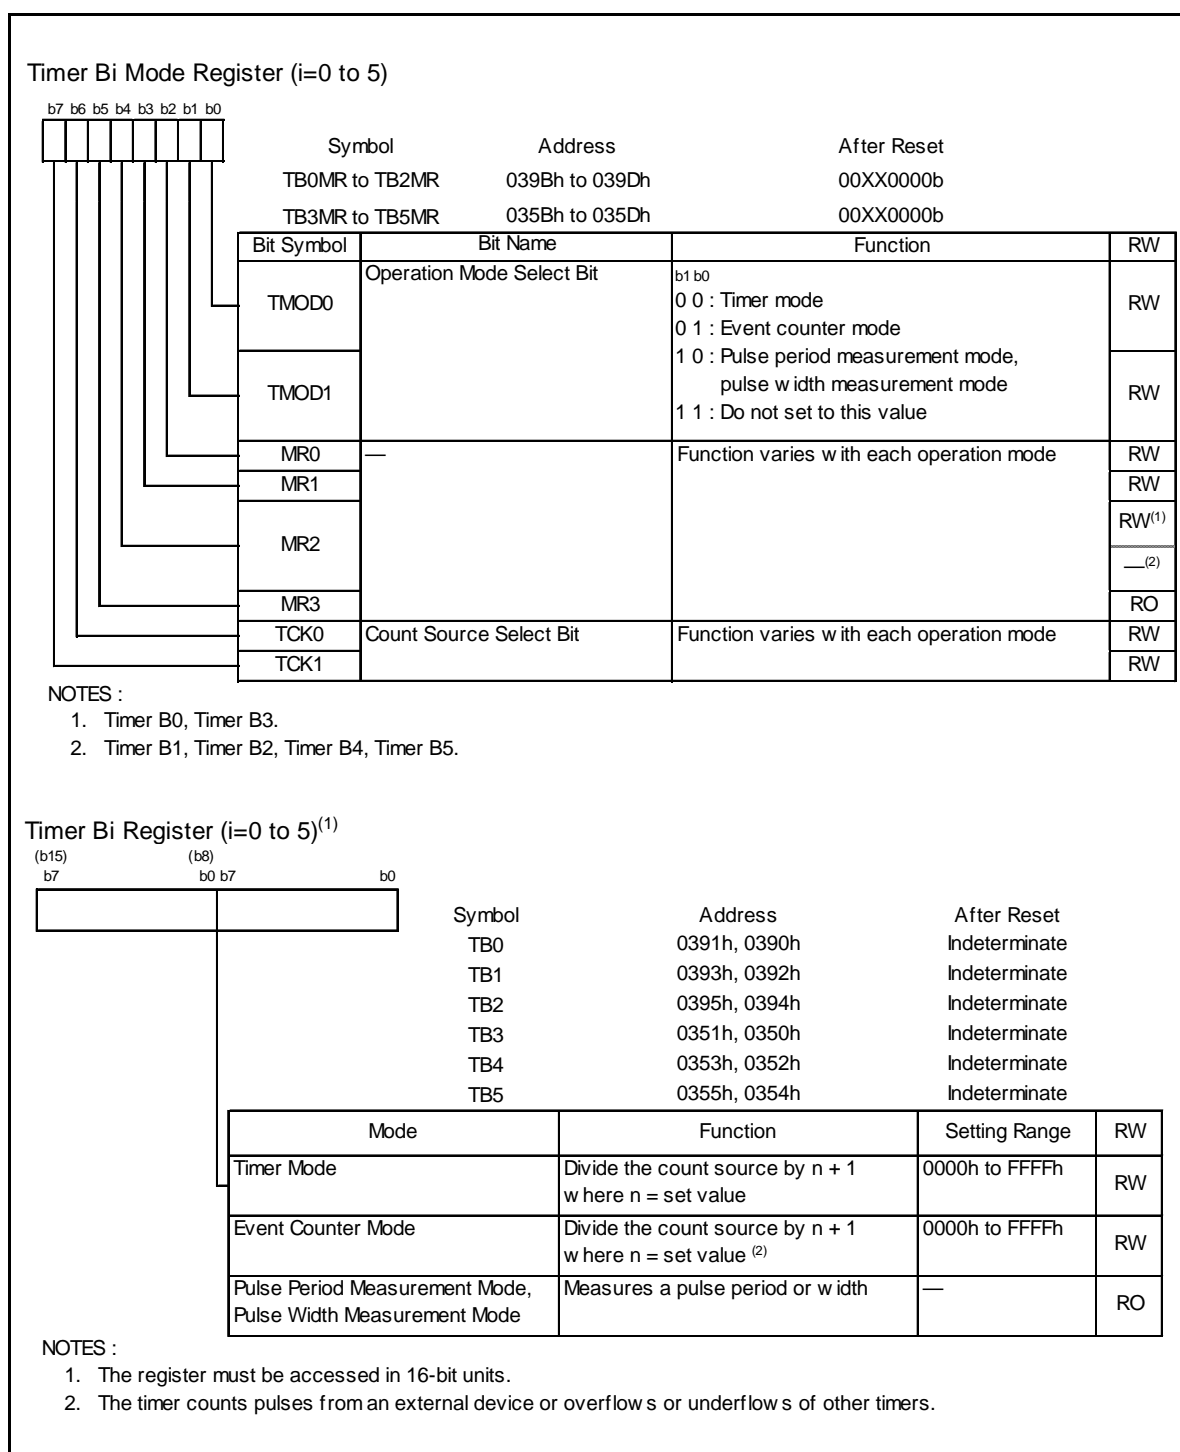 Timer Bi Mode Register (i=0 to 5)
b7 b6 b5 b4 b3 b2 b1 b0
Symbol Address After Reset
TB0MR to TB2MR 039Bh to 039Dh 00XX0000b
TB3MR to TB5MR 035Bh to 035Dh 00XX0000b
Bit Symbol Bit Name Function RW
TMOD0 Operation Mode Select Bit b1 b0
0 0 : Timer mode RW
0 1 : Event counter mode
1 0 : Pulse period measurement mode,
TMOD1 pulse width measurement mode RW
1 1 : Do not set to this value
MR0 — Function varies with each operation mode RW
MR1 RW
MR2 RW(1)
—(2)
MR3 RO
TCK0 Count Source Select Bit Function varies with each operation mode RW
TCK1 RW
NOTES :
1. Timer B0, Timer B3.
2. Timer B1, Timer B2, Timer B4, Timer B5.
Timer Bi Register (i=0 to 5)(1)
(b15) (b8)
b7 b0 b7 b0
Symbol Address After Reset
TB0 0391h, 0390h Indeterminate
TB1 0393h, 0392h Indeterminate
TB2 0395h, 0394h Indeterminate
TB3 0351h, 0350h Indeterminate
TB4 0353h, 0352h Indeterminate
TB5 0355h, 0354h Indeterminate
Mode Function Setting Range RW
Timer Mode Divide the count source by n + 1 0000h to FFFFh RW
where n = set value
Event Counter Mode Divide the count source by n + 1 0000h to FFFFh RW
where n = set value (2)
Pulse Period Measurement Mode, Measures a pulse period or width — RO
Pulse Width Measurement Mode
NOTES :
1. The register must be accessed in 16-bit units.
2. The timer counts pulses from an external device or overflows or underflows of other timers.